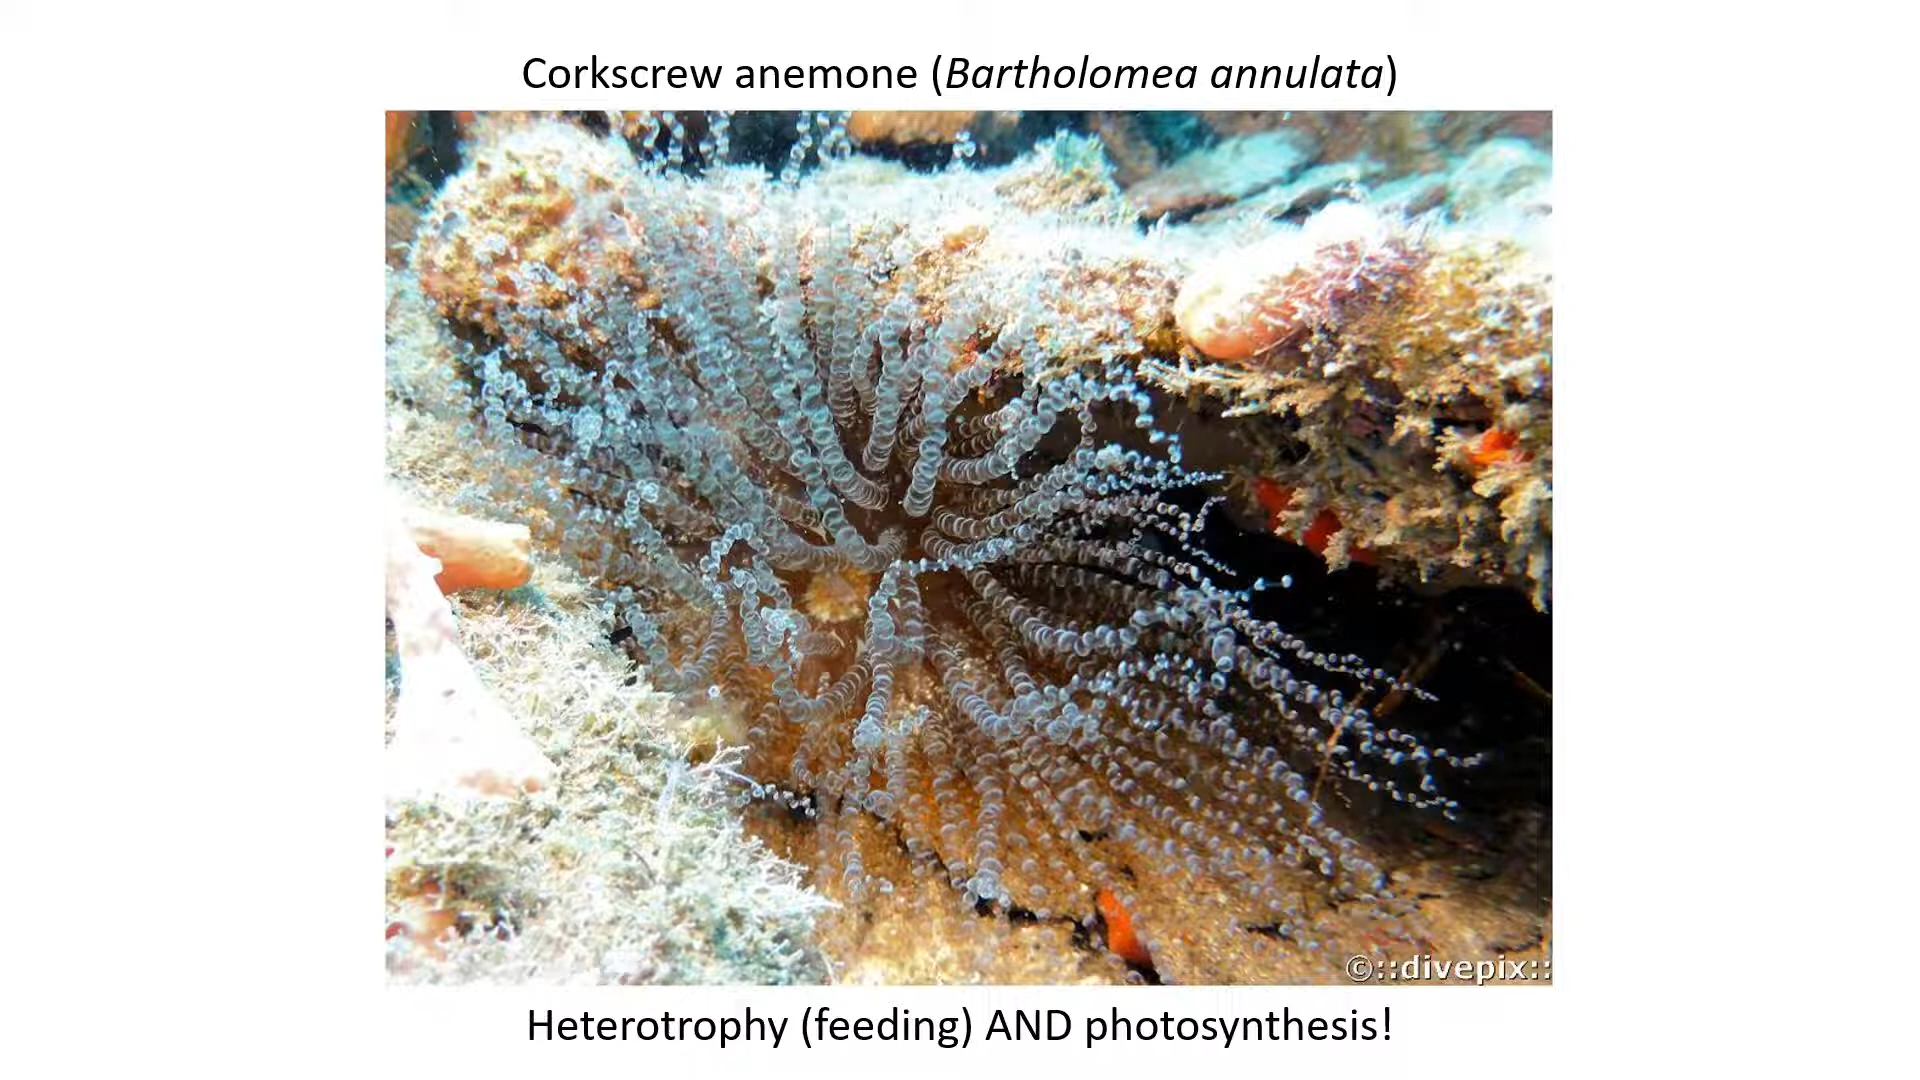 Corkscrew anemone (Bartholomea annulata)
©::divepix::
Heterotrophy (feeding) AND photosynthesis!